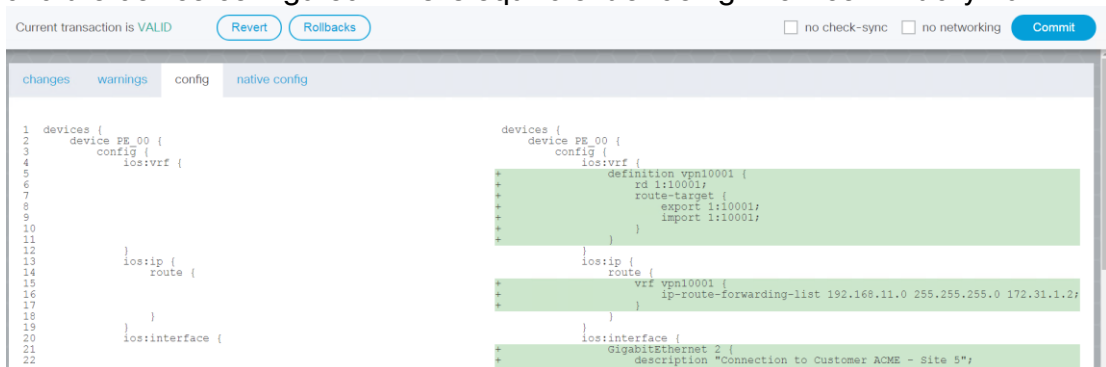 Current transaction is VALID Revert Rollbacks no check-sync no networking Commit
changes warnings config native config
1 devices { devices {
2 device PE_00 { device PE_00 {
3 config { config {
4 ios:vrf { ios:vrf {
5 + definition vpn10001 {
6 + rd 1:10001;
7 + route-target {
8 + export 1:10001;
9 + import 1:10001;
10 + }
11 + }
12 } }
13 ios:ip { ios:ip {
14 route { route {
15 + vrf vpn10001 {
16 + ip-route-forwarding-list 192.168.11.0 255.255.255.0 172.31.1.2;
17 + }
18 } }
19 } }
20 ios:interface { ios:interface {
21 + GigabitEthernet 2 {
22 + description "Connection to Customer ACME - Site 5";